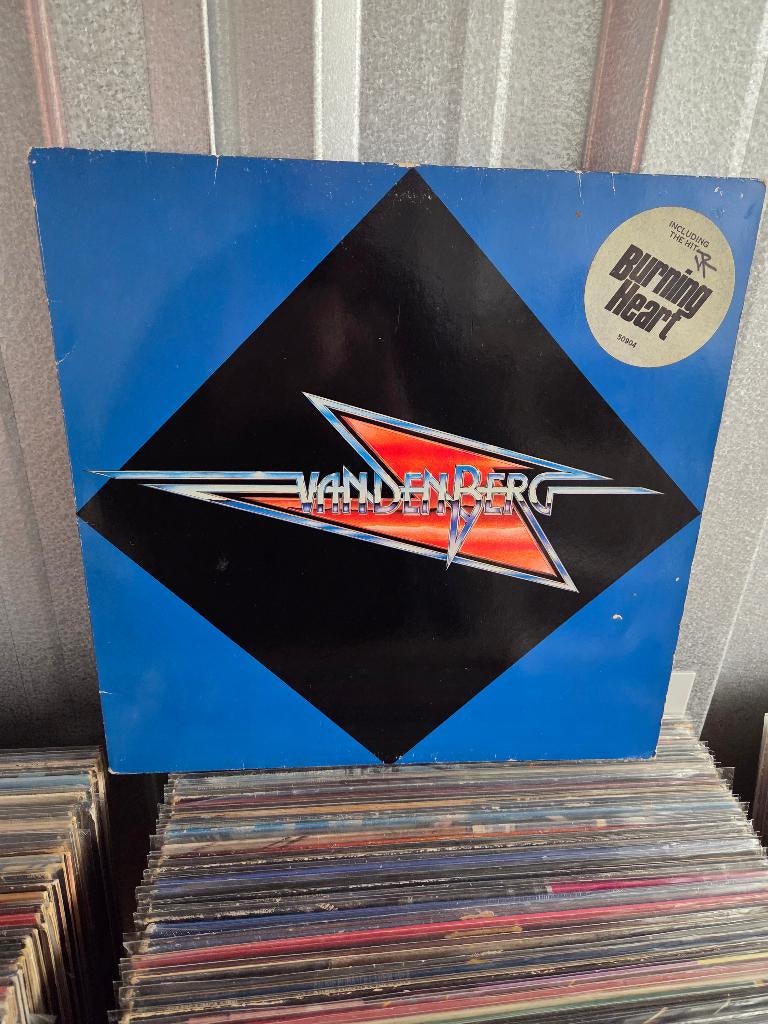 INCLUDING
THE HIT
Burning
Heart
50904
VANDENBERG